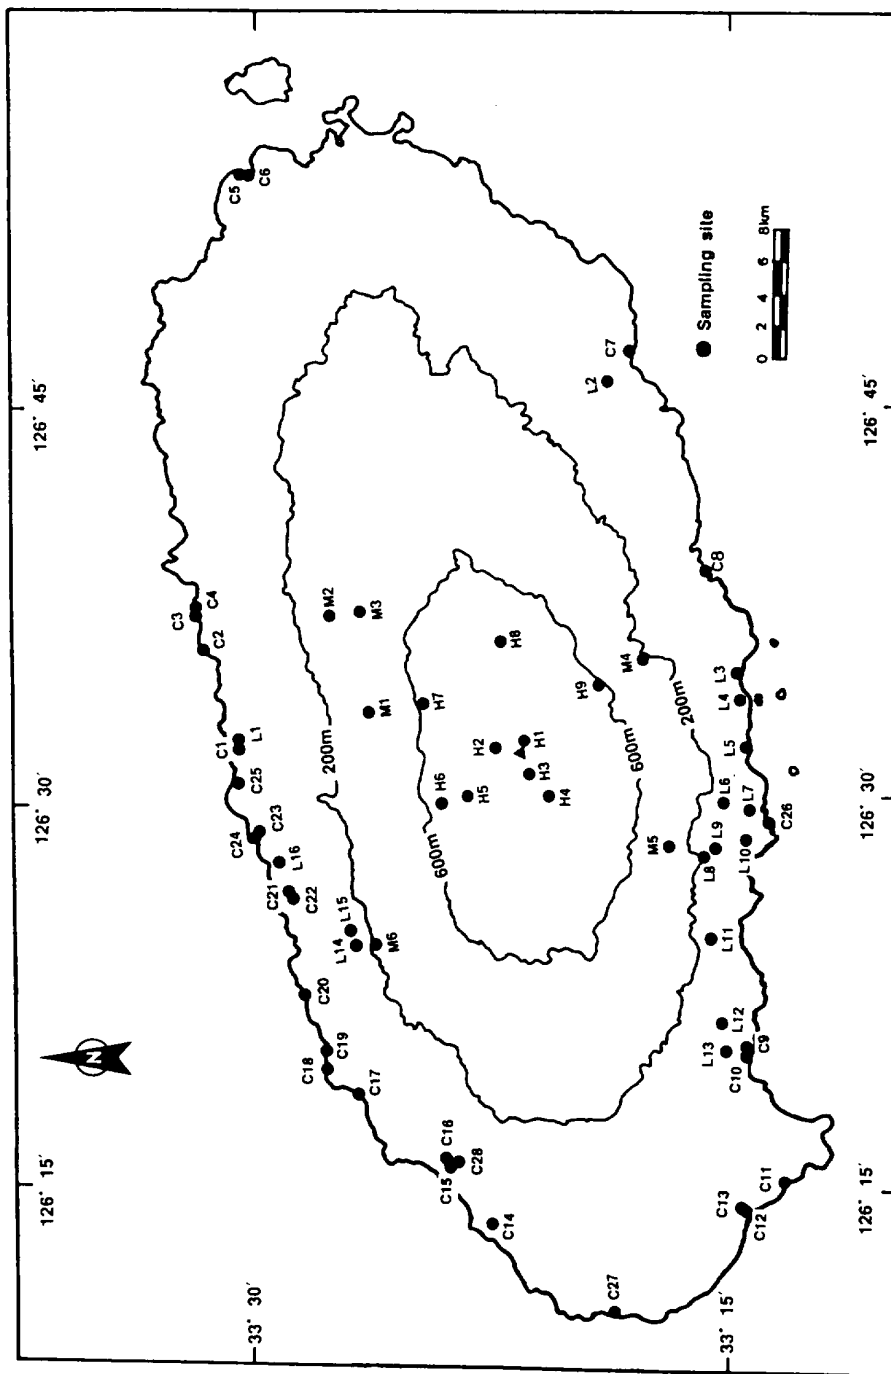 126° 15′
126° 30′
126° 45′
33° 30′
33° 15′
N
C5
C6
C3
C4
C2
C1
L1
C25
C24
C23
L16
C21
C22
L15
L14
M6
C20
C19
C18
C17
C16
C15
C28
C14
C27
C13
C12
C11
200m
M2
M3
M1
H7
600m
H8
H2
H1
H3
H4
H5
H6
H9
600m
M4
200m
M5
L8
L9
L6
L7
L10
C26
L5
L4
L3
C8
L2
C7
L11
L12
L13
C10
C9
Sampling site
0 2 4 6 8km
126° 15′
126° 30′
126° 45′